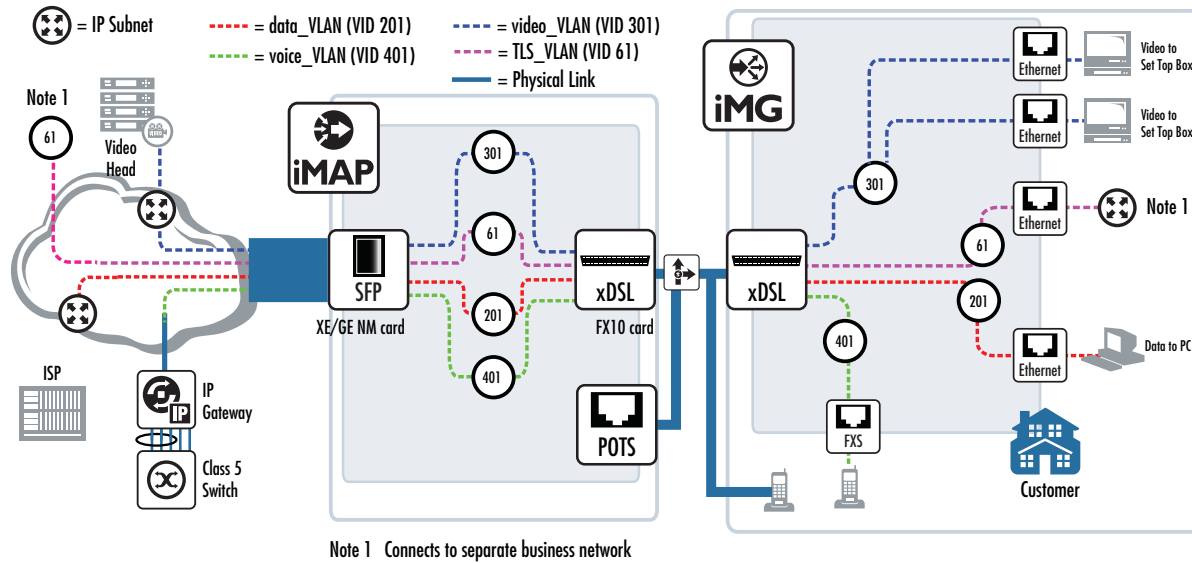 = IP Subnet
= data_VLAN (VID 201)
= voice_VLAN (VID 401)
= video_VLAN (VID 301)
= TLS_VLAN (VID 61)
= Physical Link
Note 1
61
Video
Head
ISP
IP
Gateway
IP
Class 5
Switch
iMAP
SFP
XE/GE NM card
301
61
201
401
xDSL
FX10 card
POTS
iMG
xDSL
301
61
201
401
FXS
Ethernet
Video to
Set Top Box
Ethernet
Video to
Set Top Box
Ethernet
Note 1
Ethernet
Data to PC
Customer
Note 1 Connects to separate business network